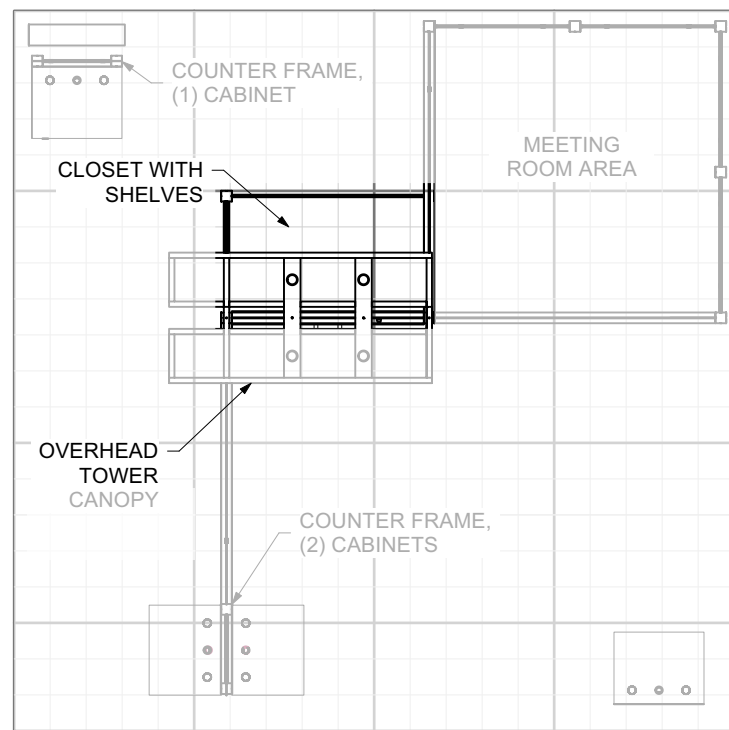 COUNTER FRAME,
(1) CABINET
MEETING
ROOM AREA
CLOSET WITH
SHELVES
OVERHEAD
TOWER
CANOPY
COUNTER FRAME,
(2) CABINETS